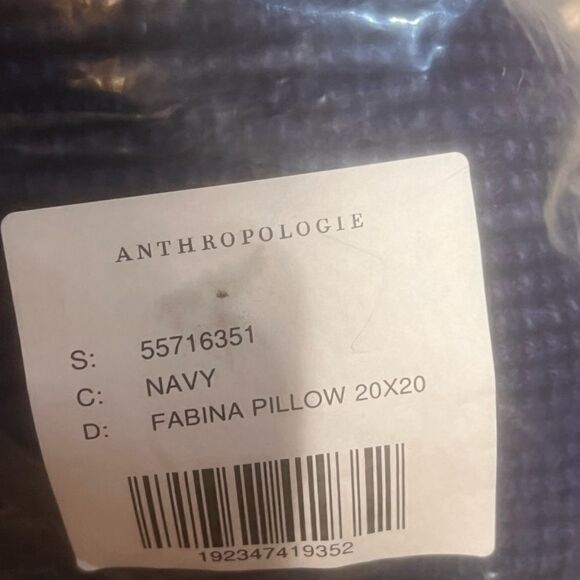 ANTHROPOLOGIE
S: 55716351
C: NAVY
D: FABINA PILLOW 20X20
192347419352